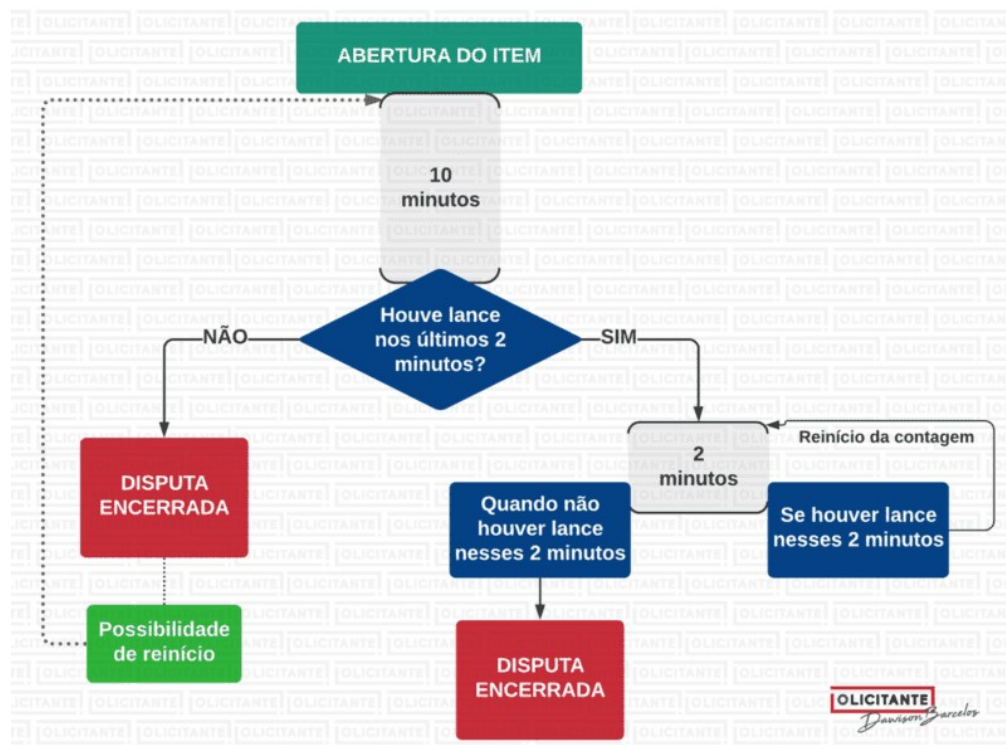 ABERTURA DO ITEM
10
minutos
Houve lance
nos últimos 2
minutos?
NÃO
SIM
DISPUTA
ENCERRADA
Possibilidade
de reinício
2
minutos
Reinício da contagem
Quando não
houver lance
nesses 2 minutos
Se houver lance
nesses 2 minutos
DISPUTA
ENCERRADA
OLICITANTE
Dawison Barcelos